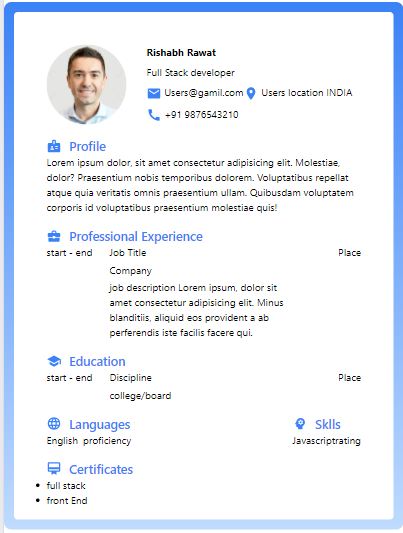 Rishabh Rawat
Full Stack developer
Users@gamil.com Users location INDIA
+91 9876543210
Profile
Lorem ipsum dolor, sit amet consectetur adipisicing elit. Molestiae,
dolor? Praesentium nobis temporibus dolorem. Voluptatibus repellat
atque quia veritatis omnis praesentium ullam. Quibusdam voluptatem
corporis id voluptatibus praesentium molestiae quis!
Professional Experience
start - end Job Title Place
Company
job description Lorem ipsum, dolor sit
amet consectetur adipisicing elit. Minus
blanditiis, aliquid eos provident a ab
perferendis iste facilis facere qui.
Education
start - end Discipline Place
college/board
Languages Sklls
English proficiency Javascriptrating
Certificates
full stack
front End